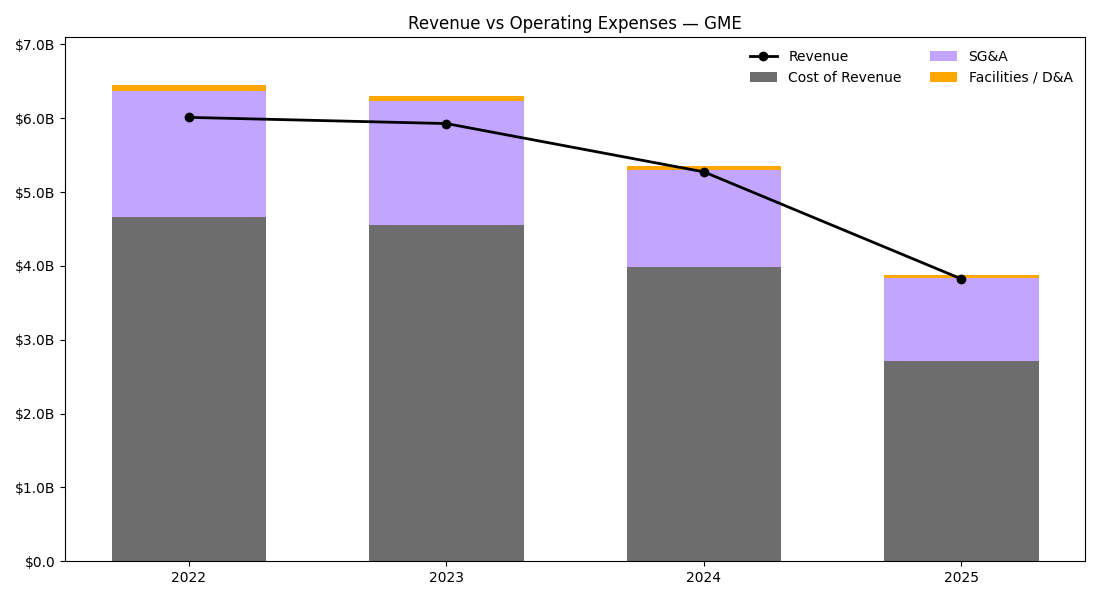 Revenue vs Operating Expenses — GME
$7.0B
$6.0B
$5.0B
$4.0B
$3.0B
$2.0B
$1.0B
$0.0
Revenue
Cost of Revenue
SG&A
Facilities / D&A
2022
2023
2024
2025